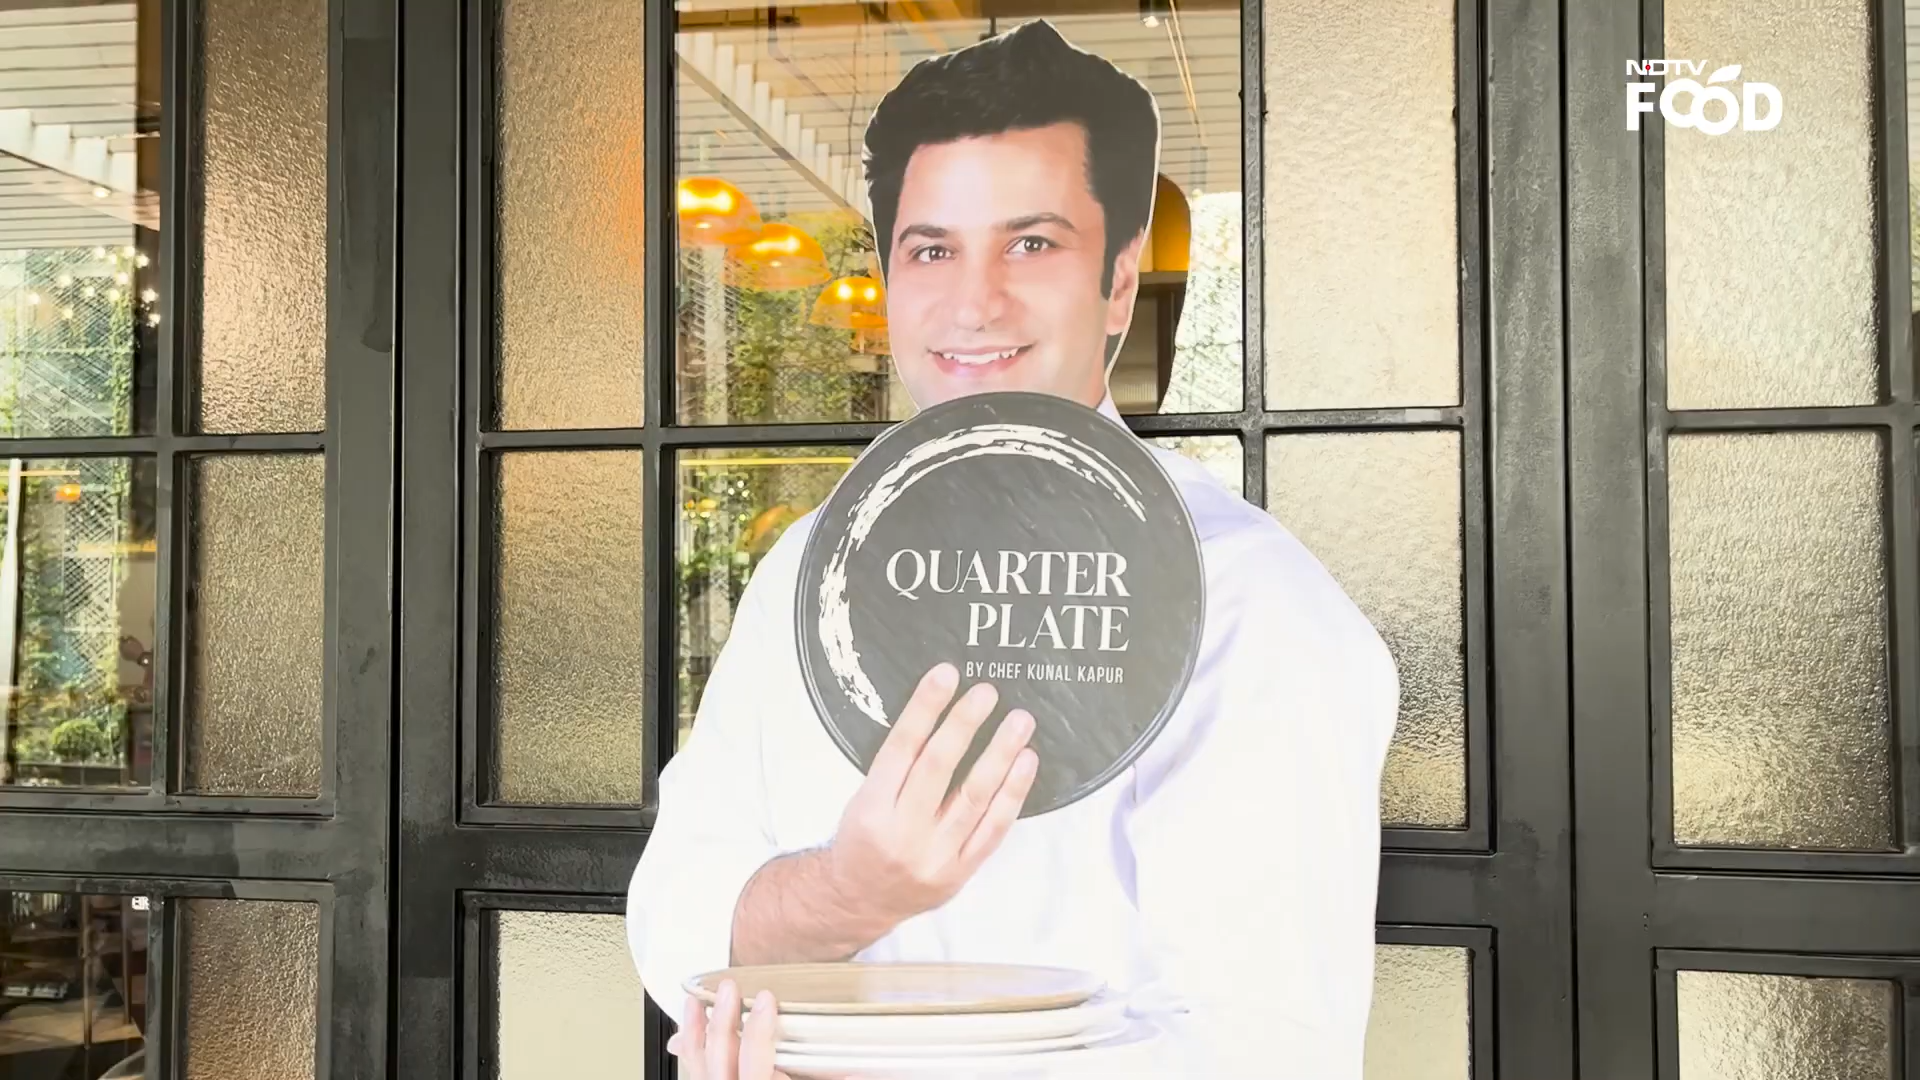 NDTV
FOOD
QUARTER
PLATE
BY CHEF KUNAL KAPUR